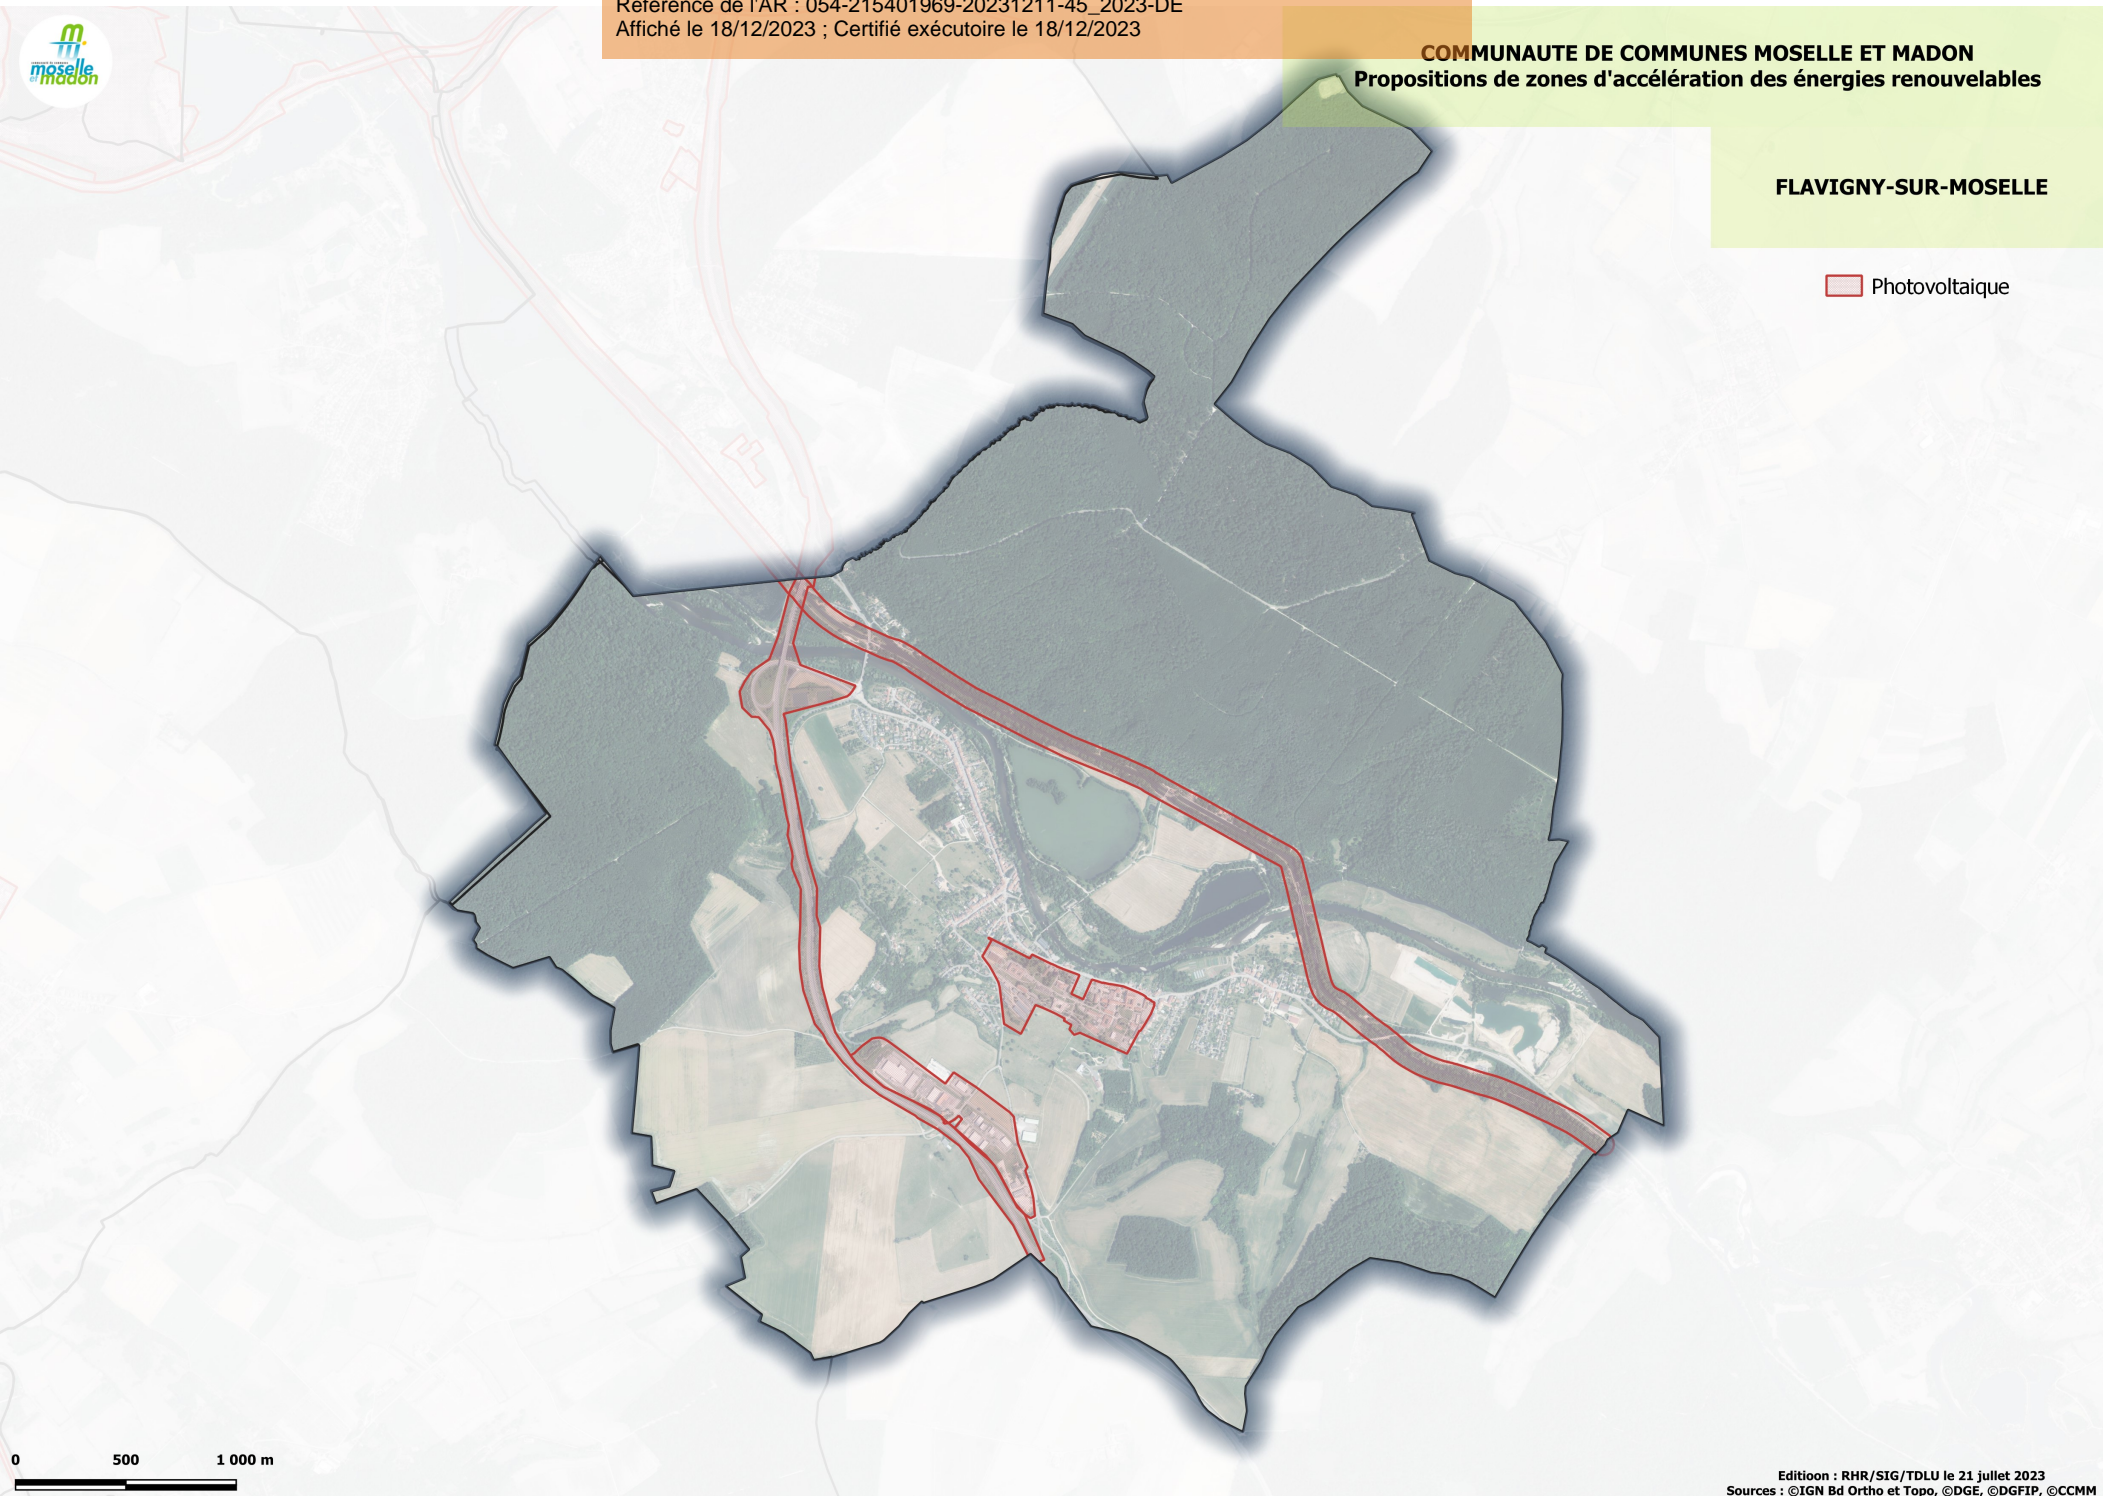 Référence de l'AR : 054-215401969-20231211-45_2023-DE
Affiché le 18/12/2023 ; Certifié exécutoire le 18/12/2023
moselle
et madon
COMMUNAUTE DE COMMUNES MOSELLE ET MADON
Propositions de zones d'accélération des énergies renouvelables
FLAVIGNY-SUR-MOSELLE
Photovoltaique
0 500 1 000 m
Editioon : RHR/SIG/TDLU le 21 jullet 2023
Sources : ©IGN Bd Ortho et Topo, ©DGE, ©DGFIP, ©CCMM